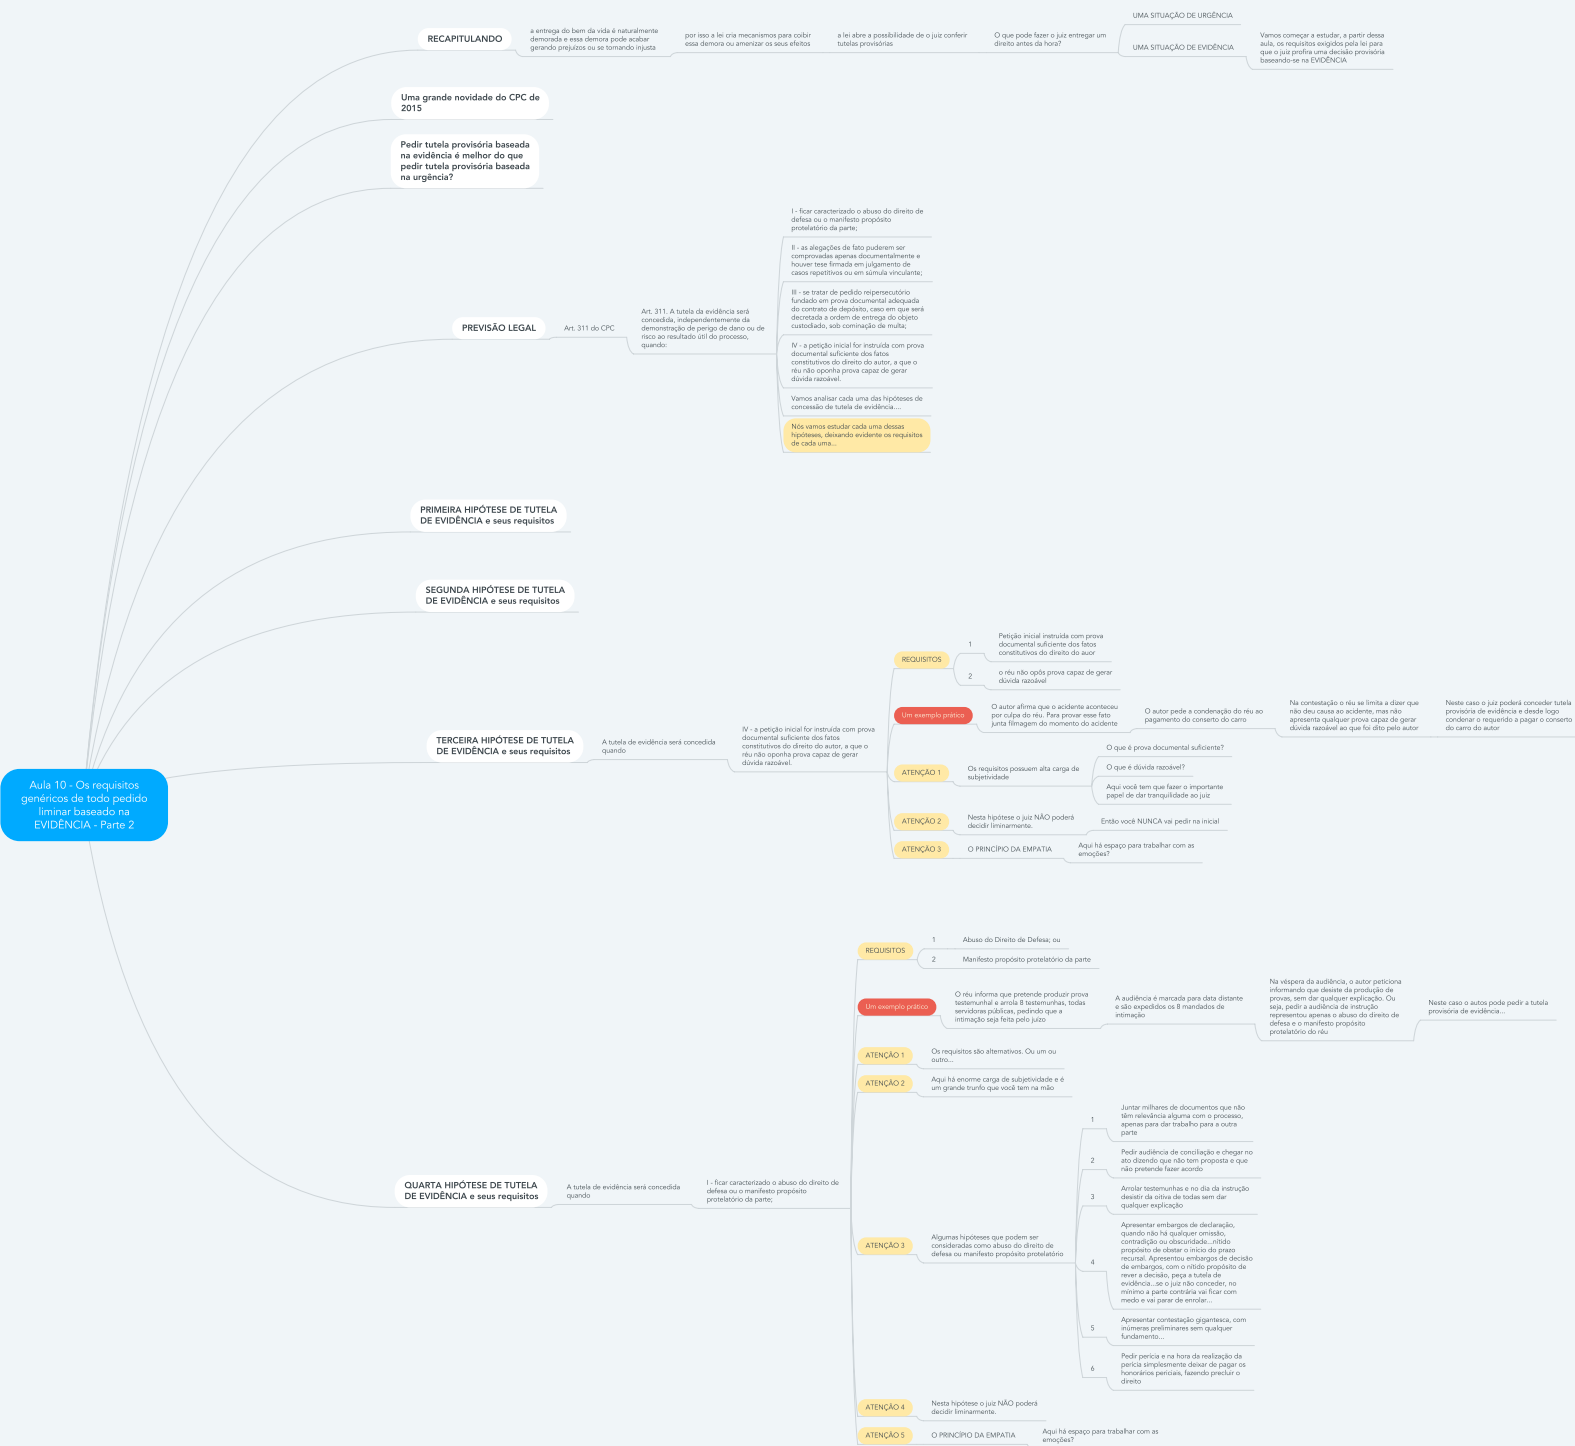 RECAPITULANDO
a entrega do bem da vida é naturalmente
demorada e essa demora pode acabar
gerando prejuízos ou se tornando injusta
por isso a lei cria mecanismos para coibir
essa demora ou amenizar os seus efeitos
a lei abre a possibilidade de o juiz conferir
tutelas provisórias
O que pode fazer o juiz entregar um
direito antes da hora?
UMA SITUAÇÃO DE URGÊNCIA
UMA SITUAÇÃO DE EVIDÊNCIA
Vamos começar a estudar, a partir dessa
aula, os requisitos exigidos pela lei para
que o juiz profira uma decisão provisória
baseando-se na EVIDÊNCIA
Uma grande novidade do CPC de
2015
Pedir tutela provisória baseada
na evidência é melhor do que
pedir tutela provisória baseada
na urgência?
PREVISÃO LEGAL
Art. 311 do CPC
Art. 311. A tutela da evidência será
concedida, independentemente da
demonstração de perigo de dano ou de
risco ao resultado útil do processo,
quando:
I - ficar caracterizado o abuso do direito de
defesa ou o manifesto propósito
protelatório da parte;
II - as alegações de fato puderem ser
comprovadas apenas documentalmente e
houver tese firmada em julgamento de
casos repetitivos ou em súmula vinculante;
III - se tratar de pedido reipersecutório
fundado em prova documental adequada
do contrato de depósito, caso em que será
decretada a ordem de entrega do objeto
custodiado, sob cominação de multa;
IV - a petição inicial for instruída com prova
documental suficiente dos fatos
constitutivos do direito do autor, a que o
réu não oponha prova capaz de gerar
dúvida razoável.
Vamos analisar cada uma das hipóteses de
concessão de tutela de evidência....
Nós vamos estudar cada uma dessas
hipóteses, deixando evidente os requisitos
de cada uma...
PRIMEIRA HIPÓTESE DE TUTELA
DE EVIDÊNCIA e seus requisitos
SEGUNDA HIPÓTESE DE TUTELA
DE EVIDÊNCIA e seus requisitos
Aula 10 - Os requisitos
genéricos de todo pedido
liminar baseado na
EVIDÊNCIA - Parte 2
TERCEIRA HIPÓTESE DE TUTELA
DE EVIDÊNCIA e seus requisitos
A tutela de evidência será concedida
quando
IV - a petição inicial for instruída com prova
documental suficiente dos fatos
constitutivos do direito do autor, a que o
réu não oponha prova capaz de gerar
dúvida razoável.
REQUISITOS
1
Petição inicial instruída com prova
documental suficiente dos fatos
constitutivos do direito do auor
2
o réu não opôs prova capaz de gerar
dúvida razoável
Um exemplo prático
O autor afirma que o acidente aconteceu
por culpa do réu. Para provar esse fato
junta filmagem do momento do acidente
O autor pede a condenação do réu ao
pagamento do conserto do carro
Na contestação o réu se limita a dizer que
não deu causa ao acidente, mas não
apresenta qualquer prova capaz de gerar
dúvida razoável ao que foi dito pelo autor
Neste caso o juiz poderá conceder tutela
provisória de evidência e desde logo
condenar o requerido a pagar o conserto
do carro do autor
ATENÇÃO 1
Os requisitos possuem alta carga de
subjetividade
O que é prova documental suficiente?
O que é dúvida razoável?
Aqui você tem que fazer o importante
papel de dar tranquilidade ao juiz
ATENÇÃO 2
Nesta hipótese o juiz NÃO poderá
decidir liminarmente.
Então você NUNCA vai pedir na inicial
ATENÇÃO 3
O PRINCÍPIO DA EMPATIA
Aqui há espaço para trabalhar com as
emoções?
QUARTA HIPÓTESE DE TUTELA
DE EVIDÊNCIA e seus requisitos
A tutela de evidência será concedida
quando
I - ficar caracterizado o abuso do direito de
defesa ou o manifesto propósito
protelatório da parte;
REQUISITOS
1
Abuso do Direito de Defesa; ou
2
Manifesto propósito protelatório da parte
Um exemplo prático
O réu informa que pretende produzir prova
testemunhal e arrola 8 testemunhas, todas
servidoras públicas, pedindo que a
intimação seja feita pelo juízo
A audiência é marcada para data distante
e são expedidos os 8 mandados de
intimação
Na véspera da audiência, o autor peticiona
informando que desiste da produção de
provas, sem dar qualquer explicação. Ou
seja, pedir a audiência de instrução
representou apenas o abuso do direito de
defesa e o manifesto propósito
protelatório do réu
Neste caso o autos pode pedir a tutela
provisória de evidência...
ATENÇÃO 1
Os requisitos são alternativos. Ou um ou
outro...
ATENÇÃO 2
Aqui há enorme carga de subjetividade e é
um grande trunfo que você tem na mão
ATENÇÃO 3
Algumas hipóteses que podem ser
consideradas como abuso do direito de
defesa ou manifesto propósito protelatório
1
Juntar milhares de documentos que não
têm relevância alguma com o processo,
apenas para dar trabalho para a outra
parte
2
Pedir audiência de conciliação e chegar no
ato dizendo que não tem proposta e que
não pretende fazer acordo
3
Arrolar testemunhas e no dia da instrução
desistir da oitiva de todas sem dar
qualquer explicação
4
Apresentar embargos de declaração,
quando não há qualquer omissão,
contradição ou obscuridade...nítido
propósito de obstar o início do prazo
recursal. Apresentou embargos de decisão
de embargos, com o nítido propósito de
rever a decisão, peça a tutela de
evidência...se o juiz não conceder, no
mínimo a parte contrária vai ficar com
medo e vai parar de enrolar...
5
Apresentar contestação gigantesca, com
inúmeras preliminares sem qualquer
fundamento...
6
Pedir perícia e na hora da realização da
perícia simplesmente deixar de pagar os
honorários periciais, fazendo precluir o
direito
ATENÇÃO 4
Nesta hipótese o juiz NÃO poderá
decidir liminarmente.
ATENÇÃO 5
O PRINCÍPIO DA EMPATIA
Aqui há espaço para trabalhar com as
emoções?